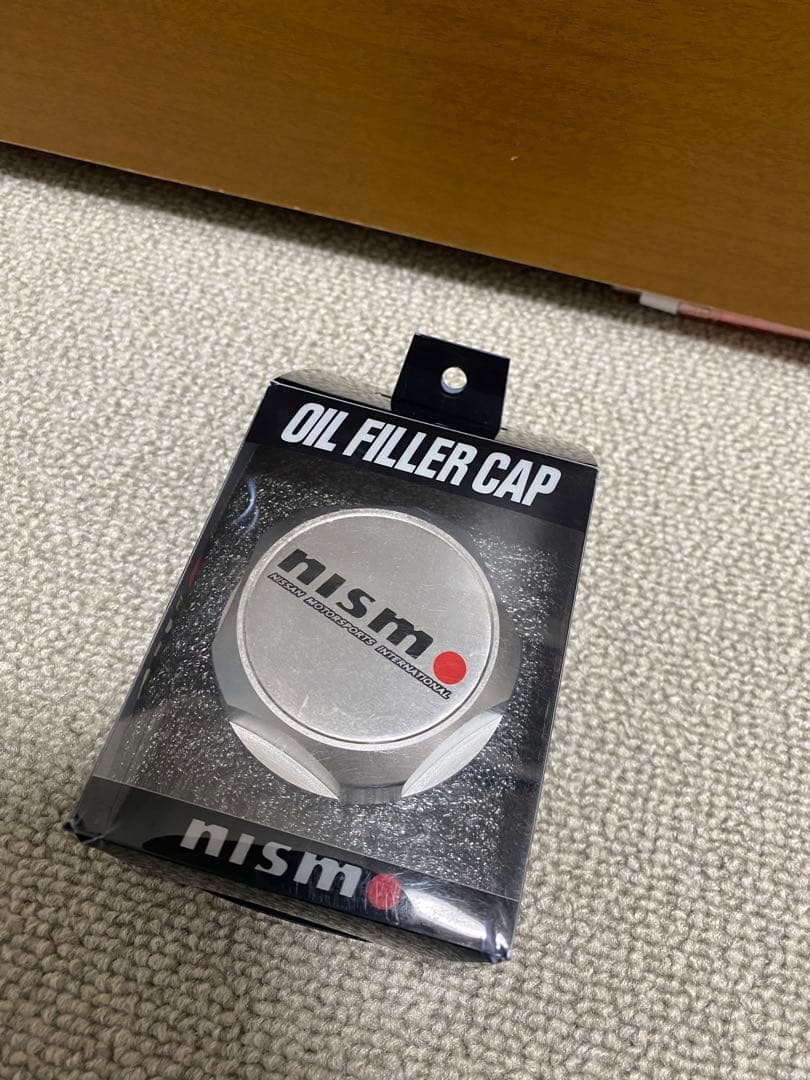 OIL FILLER CAP
nismo
NISSAN MOTORSPORTS INTERNATIONAL
nismo